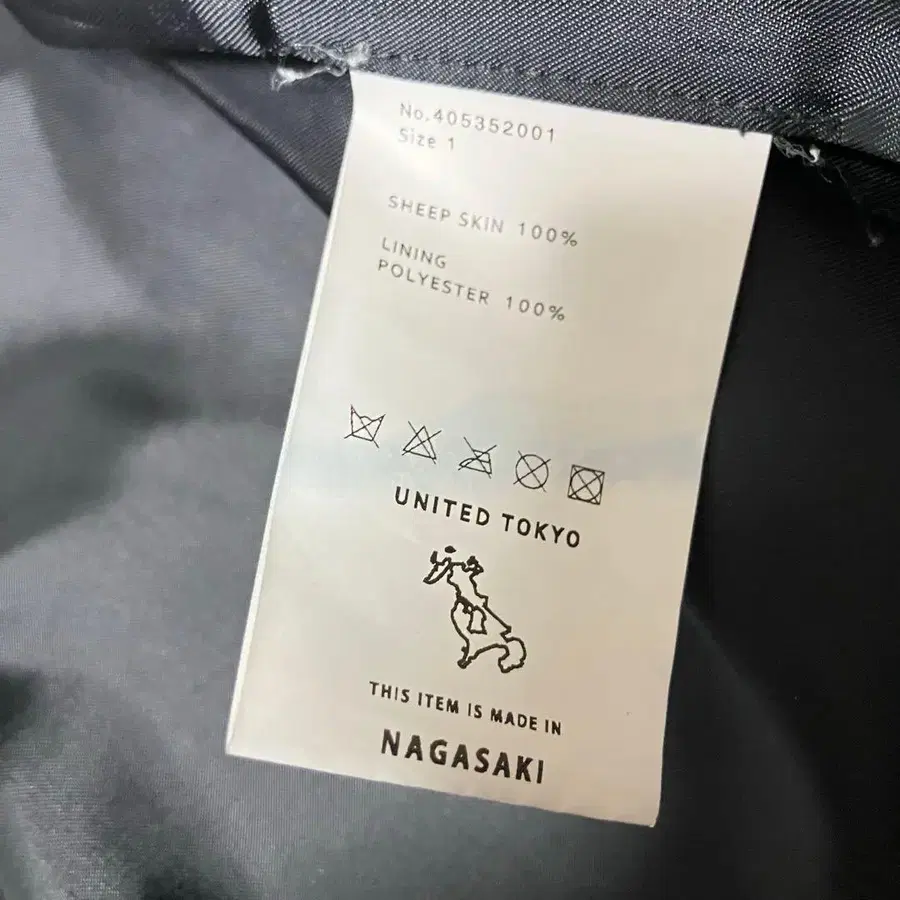 No.405352001
Size 1
SHEEP SKIN 100%
LINING
POLYESTER 100%
UNITED TOKYO
THIS ITEM IS MADE IN
NAGASAKI